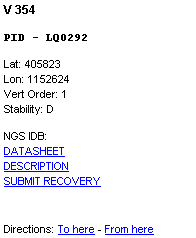 V 354
PID - LQ0292
Lat: 405823
Lon: 1152624
Vert Order: 1
Stability: D
NGS IDB:
DATASHEET
DESCRIPTION
SUBMIT RECOVERY
Directions: To here - From here